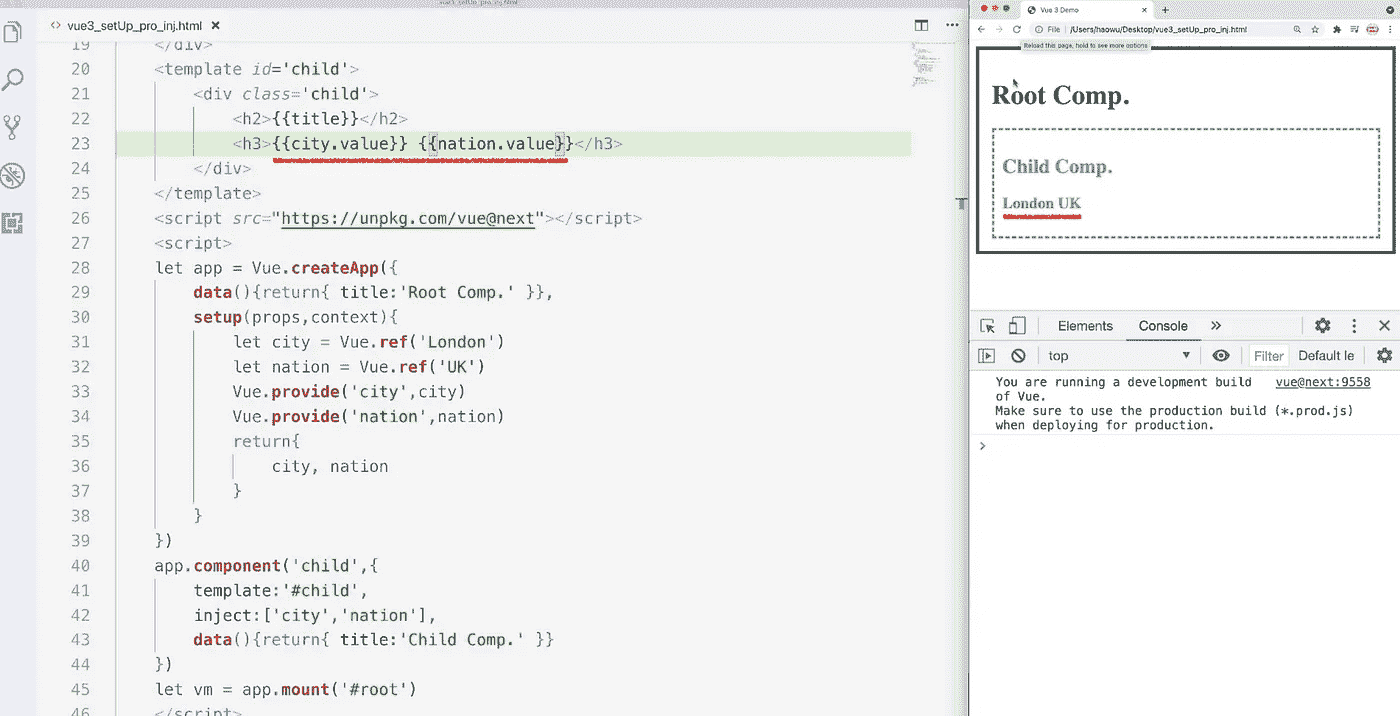 vue3_setUp_pro_inj.html
<> vue3_setUp_pro_inj.html ×
19 </div>
20 <template id='child'>
21 <div class='child'>
22 <h2>{{title}}</h2>
23 <h3>{{city.value}} {{nation.value}}</h3>
24 </div>
25 </template>
26 <script src="https://unpkg.com/vue@next"></script>
27 <script>
28 let app = Vue.createApp({
29 data(){return{ title:'Root Comp.' }},
30 setup(props,context){
31 let city = Vue.ref('London')
32 let nation = Vue.ref('UK')
33 Vue.provide('city',city)
34 Vue.provide('nation',nation)
35 return{
36 city, nation
37 }
38 }
39 })
40 app.component('child',{
41 template:'#child',
42 inject:['city','nation'],
43 data(){return{ title:'Child Comp.' }}
44 })
45 let vm = app.mount('#root')
46 </script>
Vue 3 Demo
File | /Users/haowu/Desktop/vue3_setUp_pro_inj.html
Reload this page, hold to see more options
Root Comp.
Child Comp.
London UK
Elements Console »
top Filter Default le
You are running a development build vue@next:9558
of Vue.
Make sure to use the production build (*.prod.js)
when deploying for production.
>